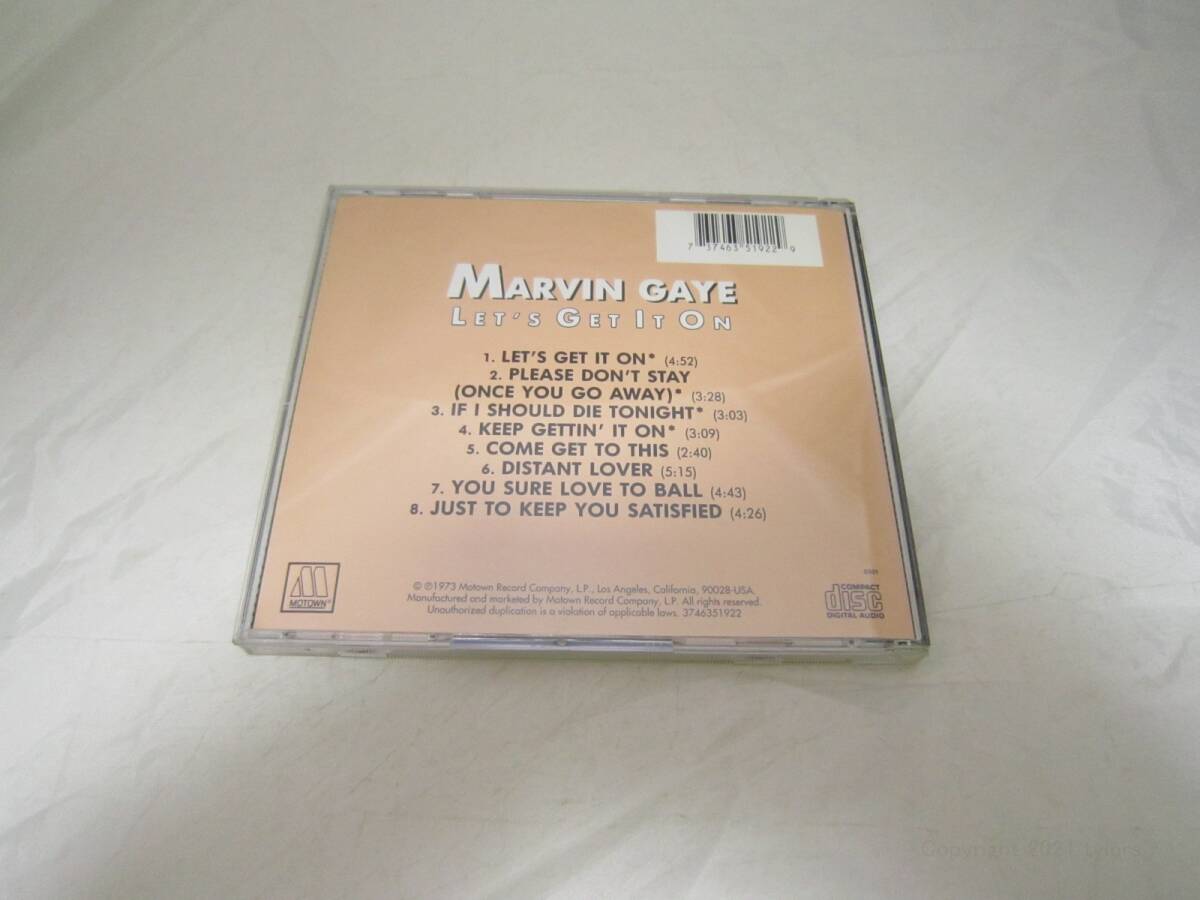 7 37463 51922 9
MARVIN GAYE
LET'S GET IT ON
1. LET'S GET IT ON* (4:52)
2. PLEASE DON'T STAY
(ONCE YOU GO AWAY)* (3:28)
3. IF I SHOULD DIE TONIGHT* (3:03)
4. KEEP GETTIN' IT ON* (3:09)
5. COME GET TO THIS (2:40)
6. DISTANT LOVER (5:15)
7. YOU SURE LOVE TO BALL (4:43)
8. JUST TO KEEP YOU SATISFIED (4:26)
© ℗1973 Motown Record Company, L.P., Los Angeles, California, 90028-USA.
Manufactured and marketed by Motown Record Company, L.P. All rights reserved.
Unauthorized duplication is a violation of applicable laws. 3746351922
M
MOTOWN®
COMPACT
disc
DIGITAL AUDIO
Copyright 2021